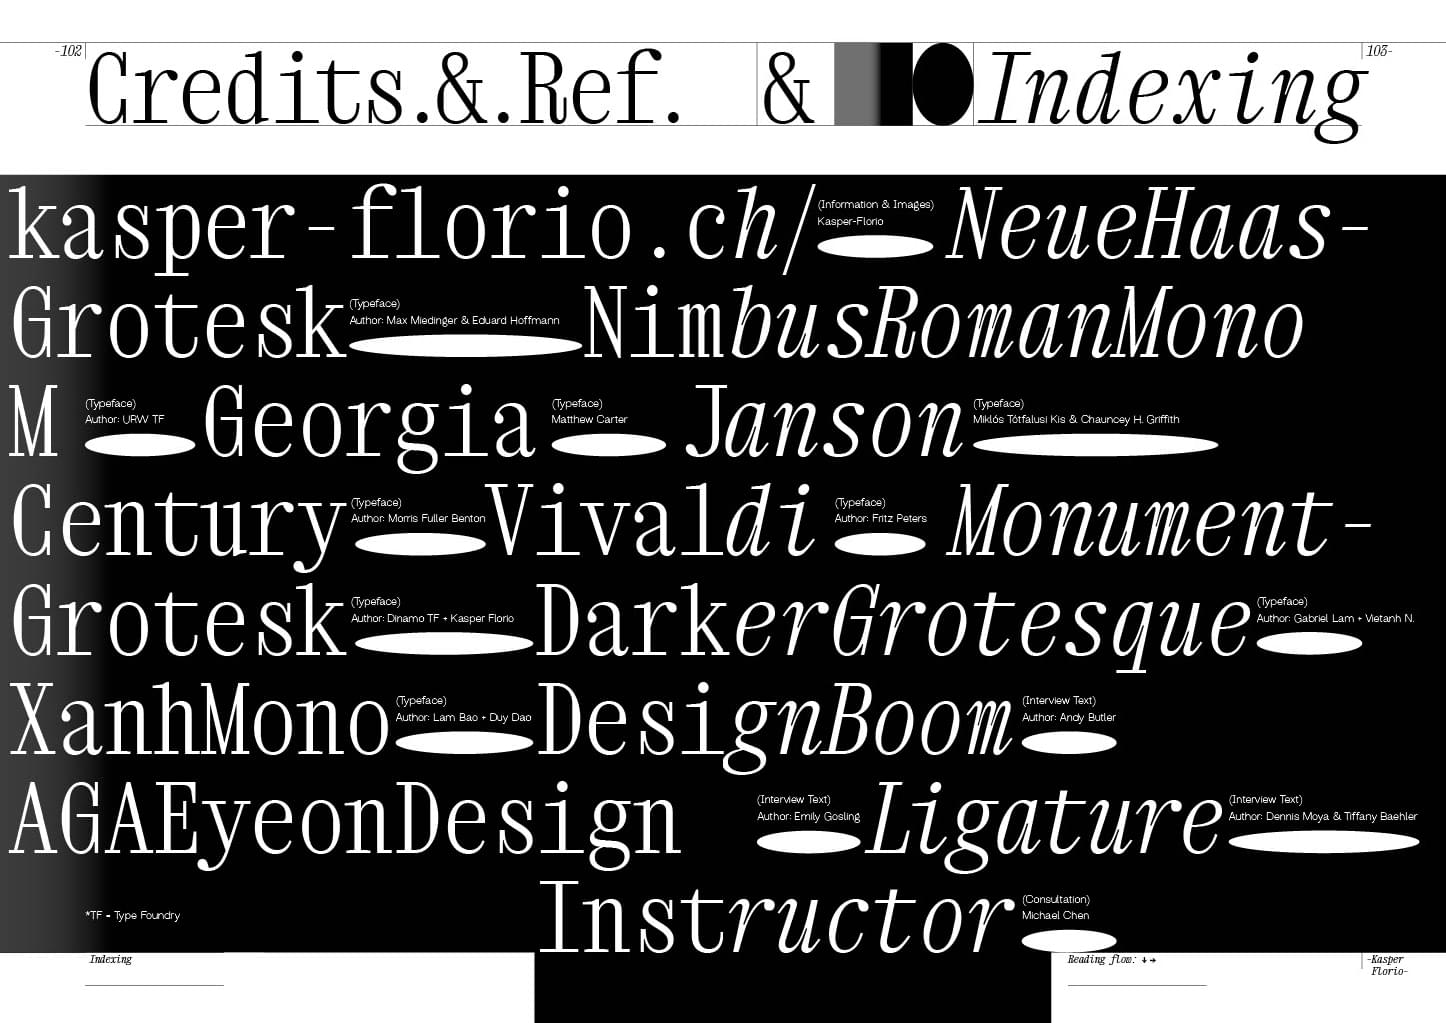 -102
Credits.&.Ref. & Indexing
103-
kasper-florio.ch/
(Information & Images)
Kasper-Florio
NeueHaas-
Grotesk
(Typeface)
Author: Max Miedinger & Eduard Hoffmann
NimbusRomanMono
M
(Typeface)
Author: URW TF
Georgia
(Typeface)
Matthew Carter
Janson
(Typeface)
Miklós Tótfalusi Kis & Chauncey H. Griffith
Century
(Typeface)
Author: Morris Fuller Benton
Vivaldi
(Typeface)
Author: Fritz Peters
Monument-
Grotesk
(Typeface)
Author: Dinamo TF + Kasper Florio
DarkerGrotesque
(Typeface)
Author: Gabriel Lam + Vietanh N.
XanhMono
(Typeface)
Author: Lam Bao + Duy Dao
DesignBoom
(Interview Text)
Author: Andy Butler
AGAEyeonDesign
(Interview Text)
Author: Emily Gosling
Ligature
(Interview Text)
Author: Dennis Moya & Tiffany Baehler
*TF = Type Foundry
Instructor
(Consultation)
Michael Chen
Indexing
Reading flow: ↓→
-Kasper
Florio-